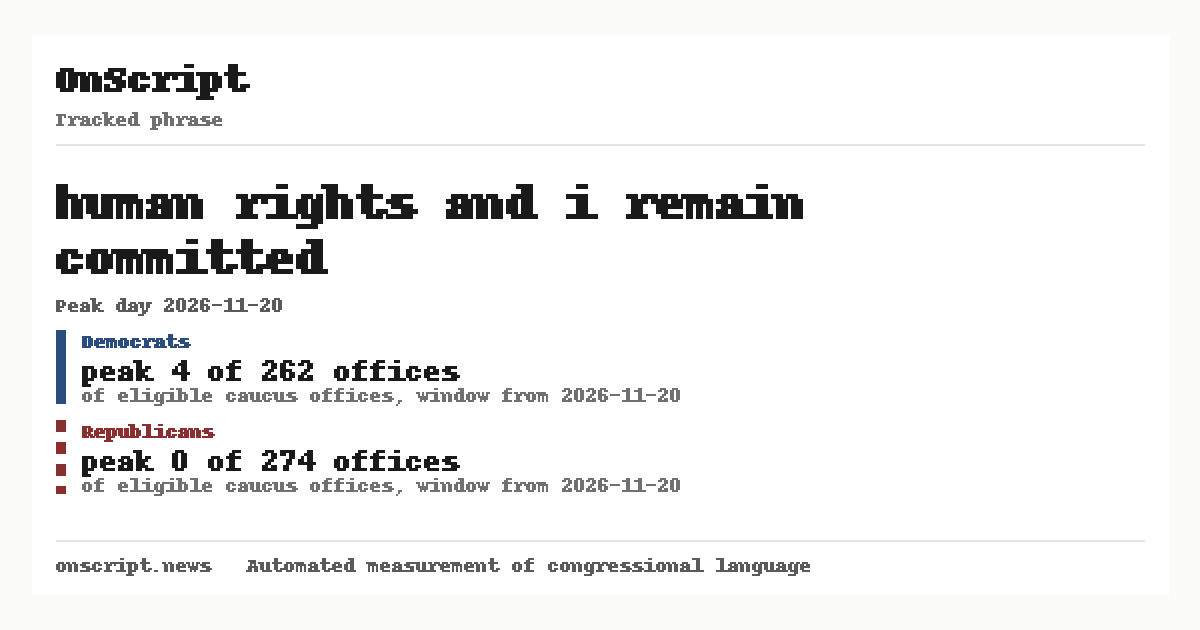 OnScript
Tracked phrase
human rights and i remain
committed
Peak day 2026-11-20
Democrats
peak 4 of 262 offices
of eligible caucus offices, window from 2026-11-20
Republicans
peak 0 of 274 offices
of eligible caucus offices, window from 2026-11-20
onscript.news Automated measurement of congressional language